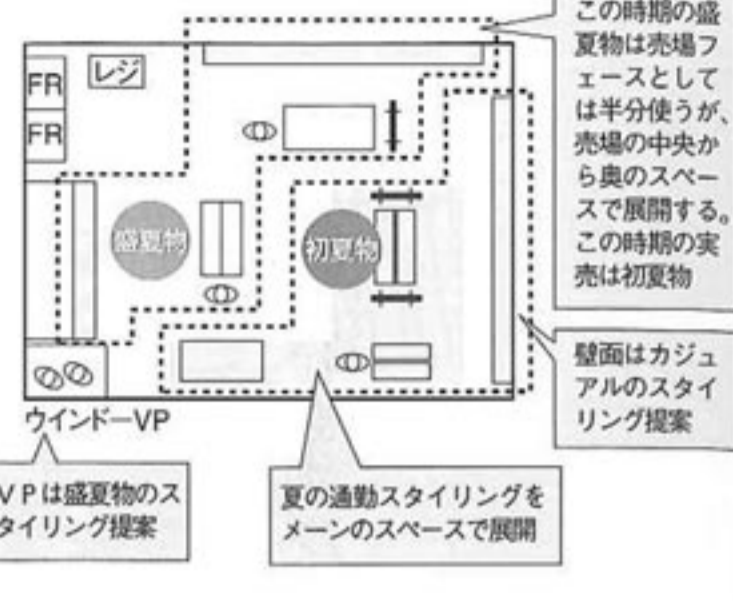 この時期の盛
夏物は売場フ
ェースとして
は半分使うが、
売場の中央か
ら奥のスペー
スで展開する。
この時期の実
売は初夏物
FR
レジ
FR
盛夏物
初夏物
壁面はカジュ
アルのスタイ
リング提案
ウインドーVP
VPは盛夏物のス
タイリング提案
夏の通勤スタイリングを
メーンのスペースで展開